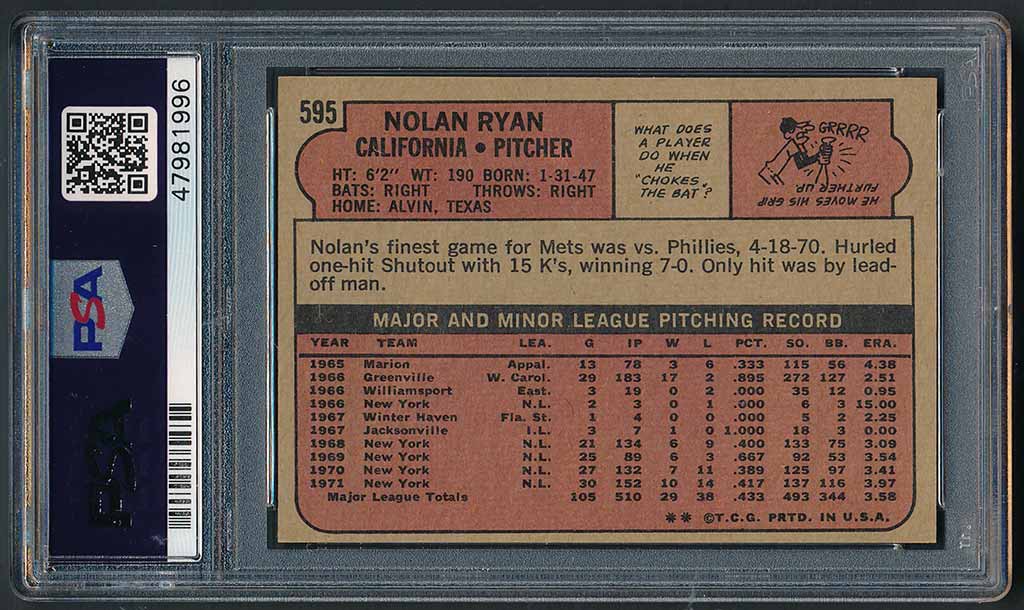 47981996
PSA
PSA
595
NOLAN RYAN
CALIFORNIA • PITCHER
HT: 6'2" WT: 190 BORN: 1-31-47
BATS: RIGHT THROWS: RIGHT
HOME: ALVIN, TEXAS
WHAT DOES
A PLAYER
DO WHEN
HE
"CHOKES"
THE BAT?
GRRRR
HE MOVES HIS GRIP
FURTHER UP
Nolan's finest game for Mets was vs. Phillies, 4-18-70. Hurled
one-hit Shutout with 15 K's, winning 7-0. Only hit was by lead-
off man.
MAJOR AND MINOR LEAGUE PITCHING RECORD
YEAR TEAM LEA. G IP W L PCT. SO. BB. ERA.
1965 Marion Appal. 13 78 3 6 .333 115 56 4.38
1966 Greenville W. Carol. 29 183 17 2 .895 272 127 2.51
1966 Williamsport East. 3 19 0 2 .000 35 12 0.95
1966 New York N.L. 2 3 0 1 .000 6 3 15.00
1967 Winter Haven Fla. St. 1 4 0 0 .000 5 2 2.25
1967 Jacksonville I.L. 3 7 1 0 1.000 18 3 0.00
1968 New York N.L. 21 134 6 9 .400 133 75 3.09
1969 New York N.L. 25 89 6 3 .667 92 53 3.54
1970 New York N.L. 27 132 7 11 .389 125 97 3.41
1971 New York N.L. 30 152 10 14 .417 137 116 3.97
Major League Totals 105 510 29 38 .433 493 344 3.58
** ©T.C.G. PRTD. IN U.S.A.